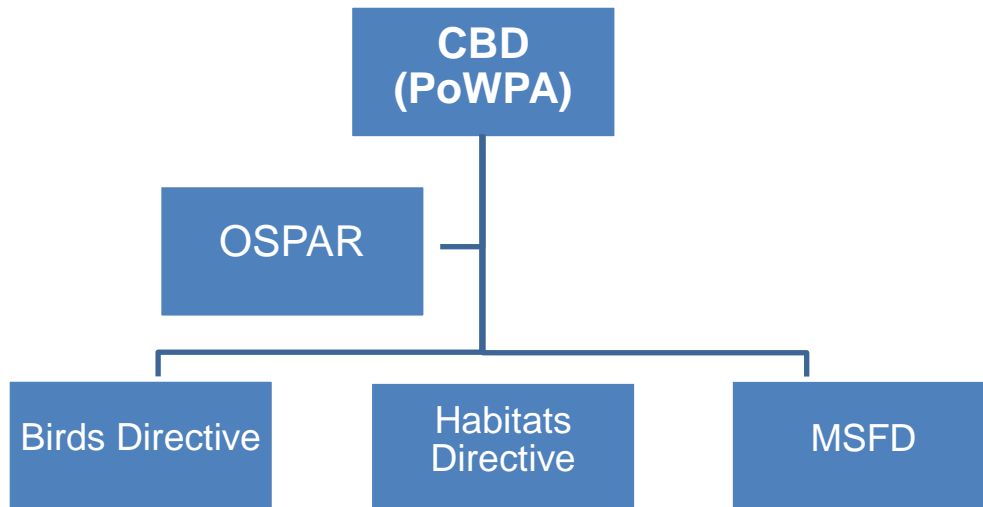 CBD
(PoWPA)
OSPAR
Birds Directive
Habitats
Directive
MSFD